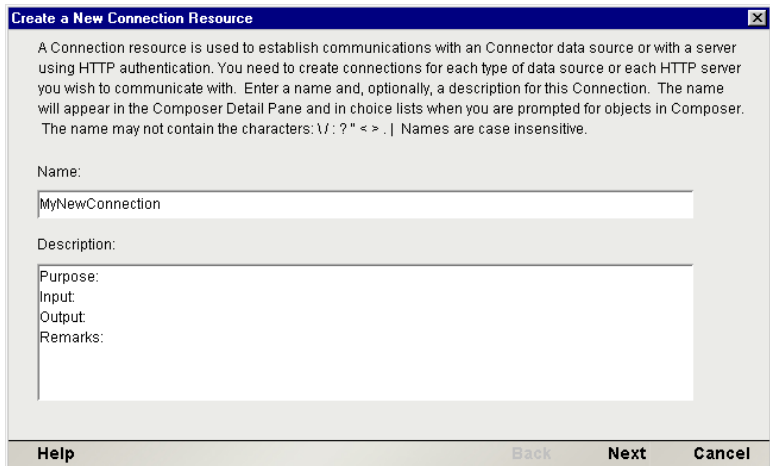 Create a New Connection Resource
A Connection resource is used to establish communications with an Connector data source or with a server
using HTTP authentication. You need to create connections for each type of data source or each HTTP server
you wish to communicate with.  Enter a name and, optionally, a description for this Connection.  The name
will appear in the Composer Detail Pane and in choice lists when you are prompted for objects in Composer.
The name may not contain the characters: \ / : ? " < > . |  Names are case insensitive.
Name:
MyNewConnection
Description:
Purpose:
Input:
Output:
Remarks:
Help Back Next Cancel